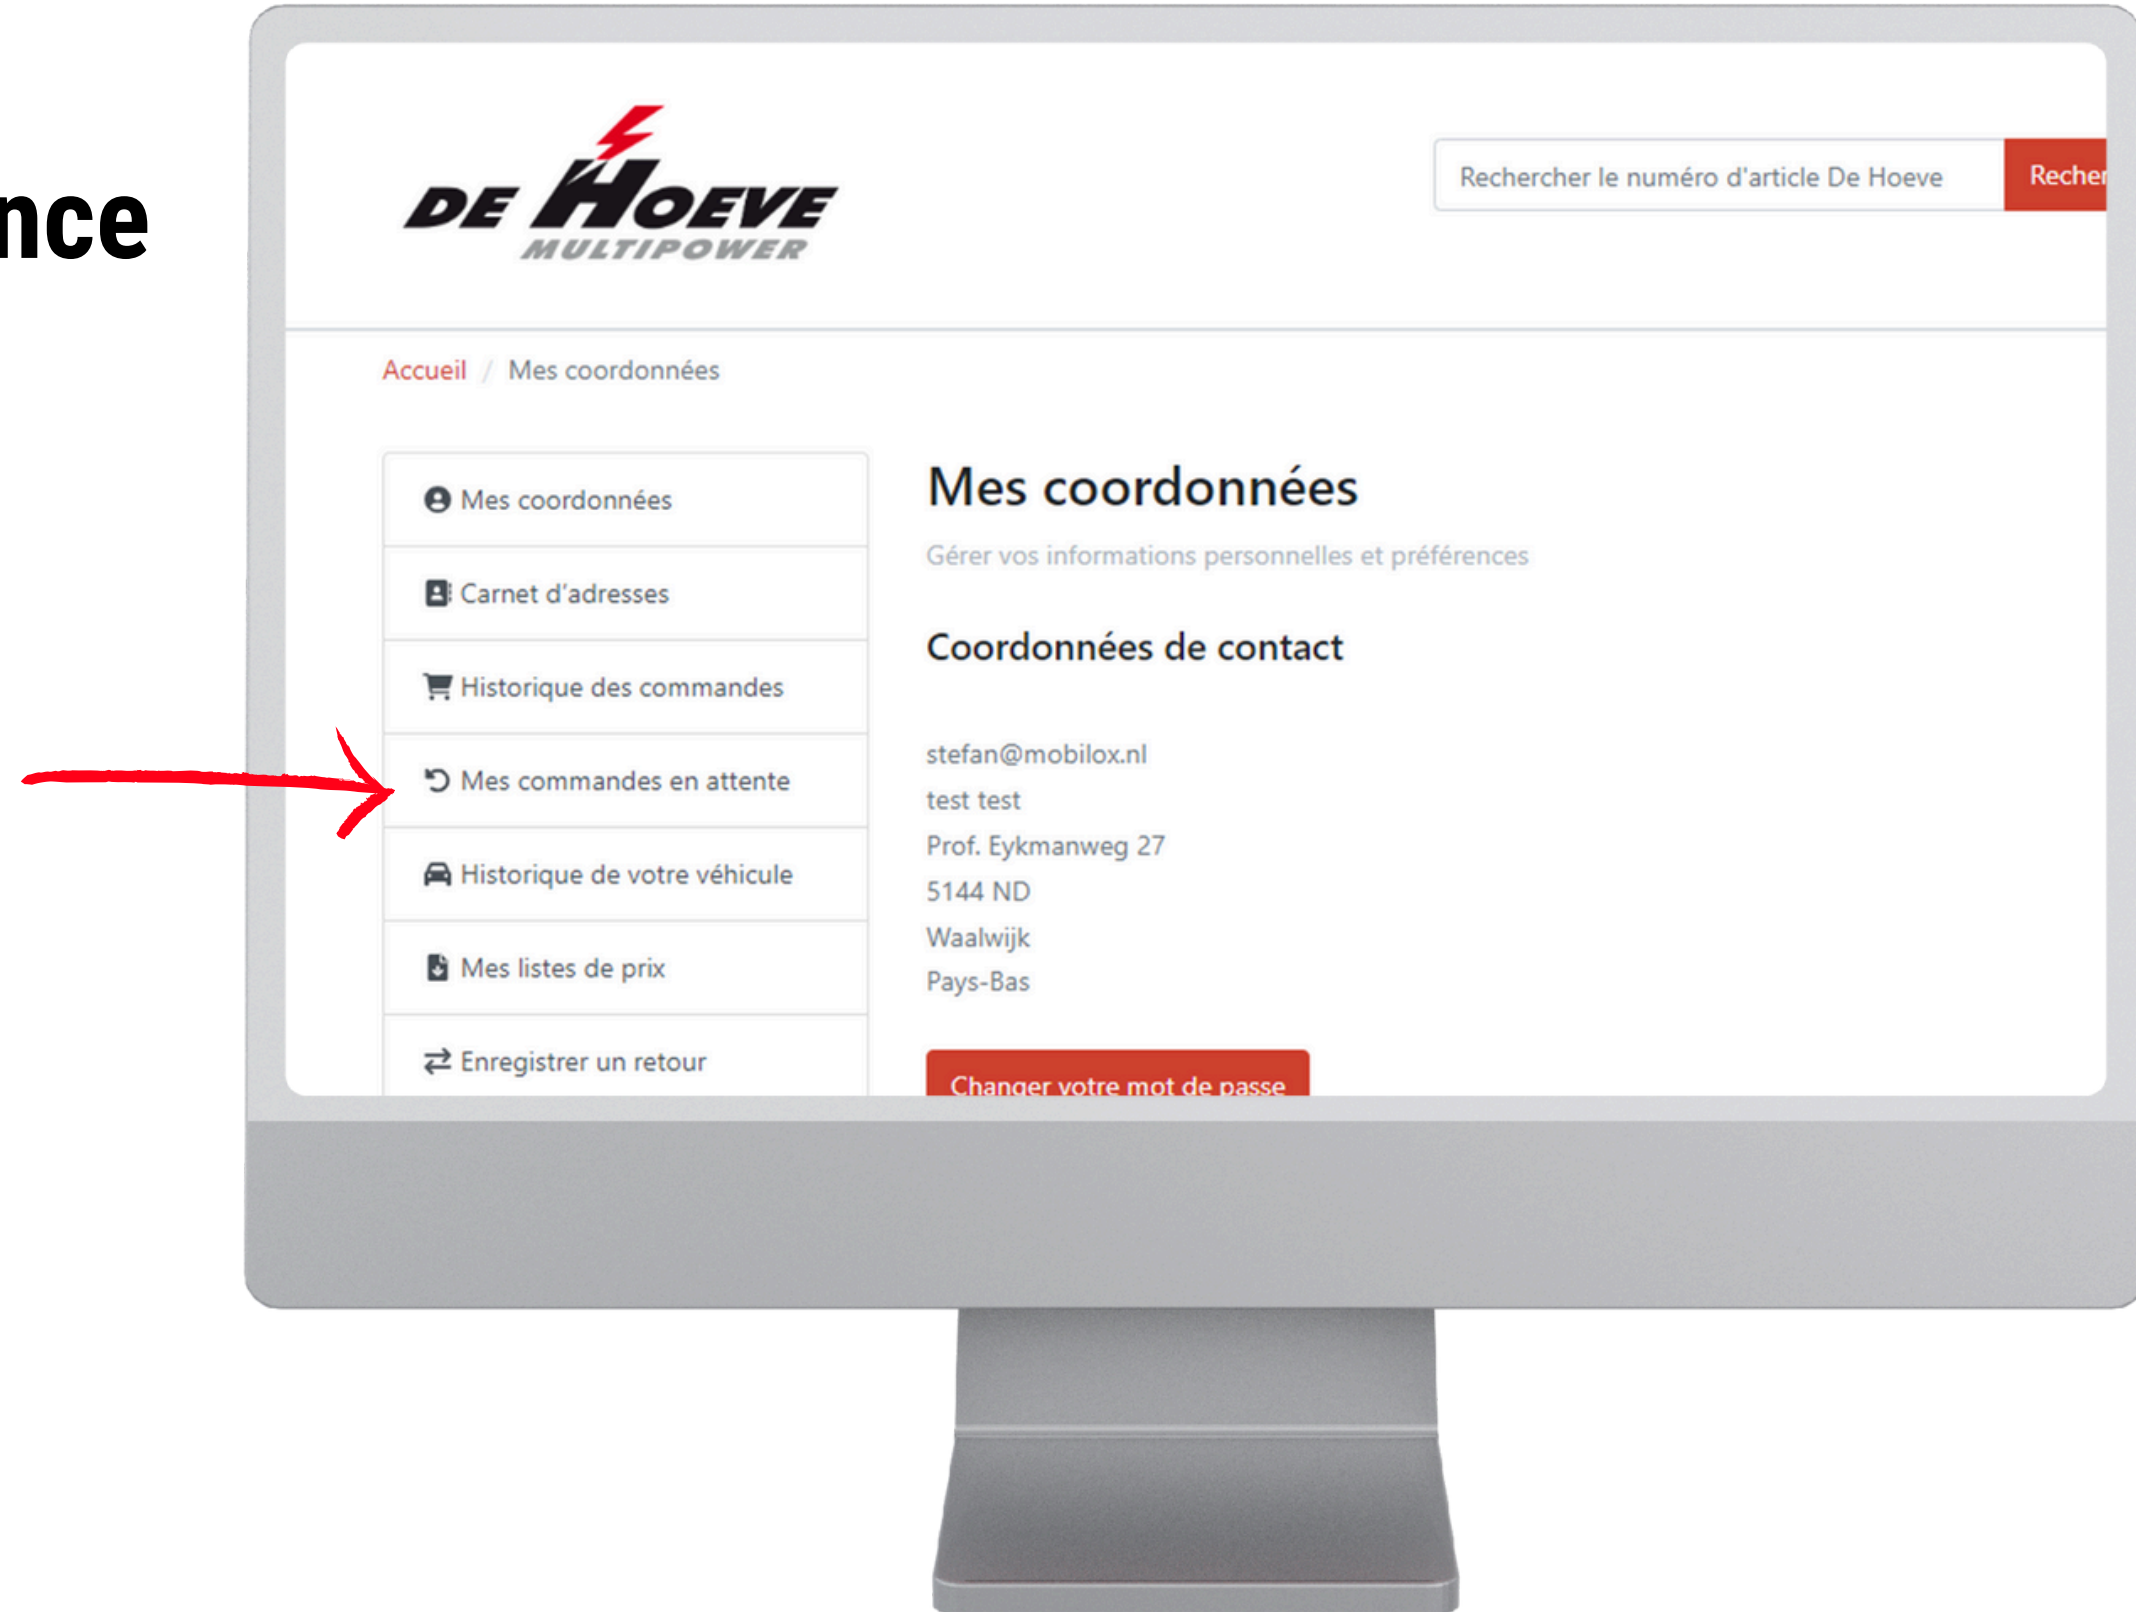 nce
DE HOEVE
MULTIPOWER
Rechercher le numéro d'article De Hoeve
Recher
Accueil / Mes coordonnées
Mes coordonnées
Carnet d'adresses
Historique des commandes
Mes commandes en attente
Historique de votre véhicule
Mes listes de prix
Enregistrer un retour
Mes coordonnées
Gérer vos informations personnelles et préférences
Coordonnées de contact
stefan@mobilox.nl
test test
Prof. Eykmanweg 27
5144 ND
Waalwijk
Pays-Bas
Changer votre mot de passe